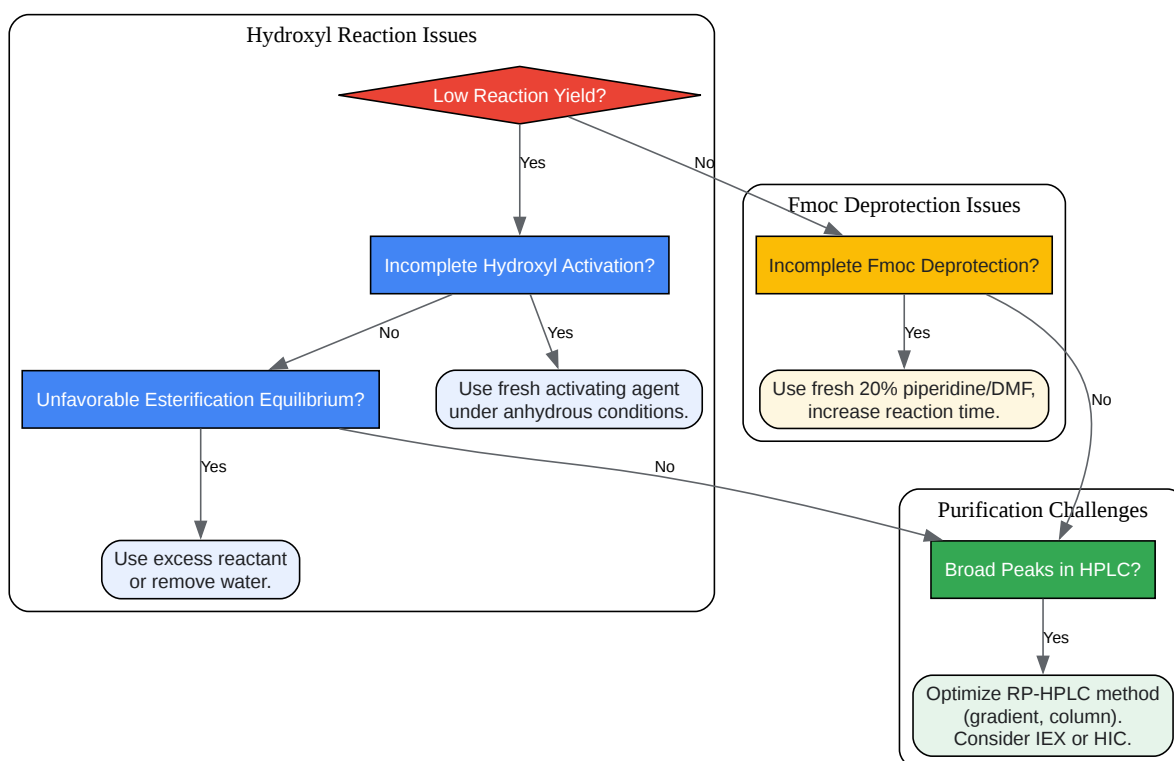 Hydroxyl Reaction Issues
Low Reaction Yield?
Yes
No
Fmoc Deprotection Issues
Incomplete Hydroxyl Activation?
Incomplete Fmoc Deprotection?
No
Yes
Yes
Unfavorable Esterification Equilibrium?
Use fresh activating agent
under anhydrous conditions.
Use fresh 20% piperidine/DMF,
increase reaction time.
No
Yes
No
Purification Challenges
Use excess reactant
or remove water.
Broad Peaks in HPLC?
Yes
Optimize RP-HPLC method
(gradient, column).
Consider IEX or HIC.